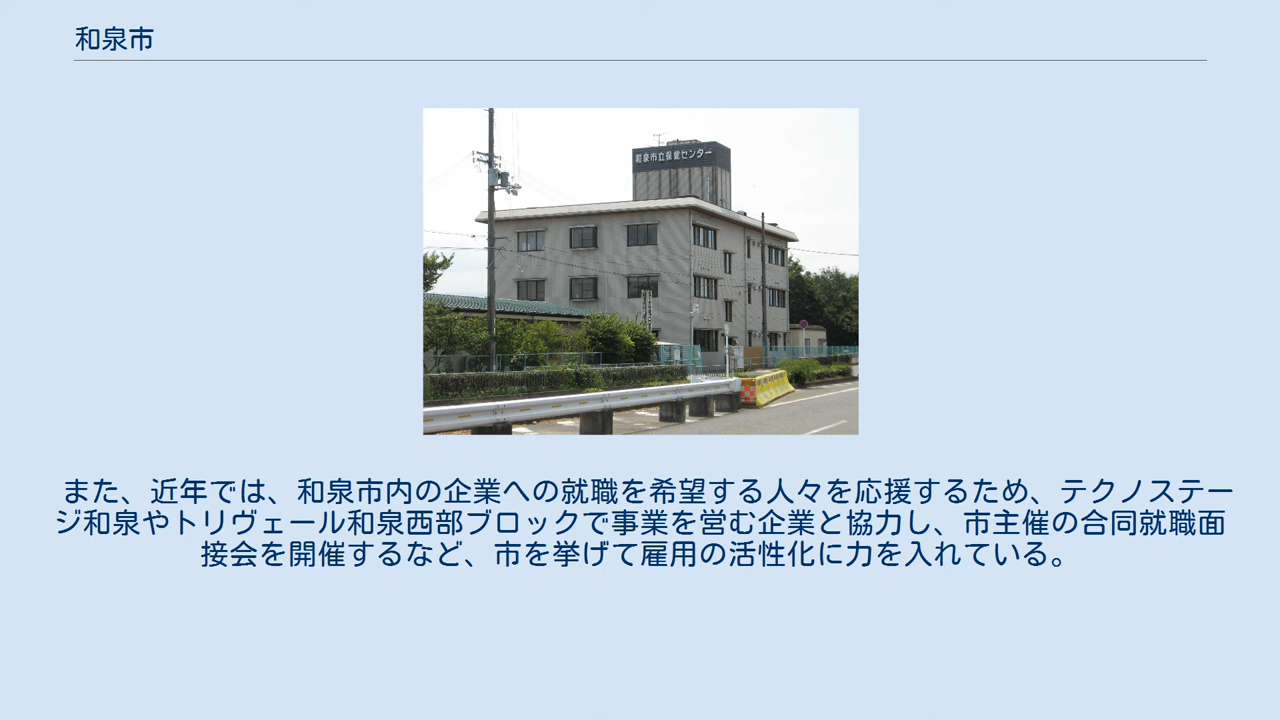 和泉市
和泉市立保健センター
また、近年では、和泉市内の企業への就職を希望する人々を応援するため、テクノステー
ジ和泉やトリヴェール和泉西部ブロックで事業を営む企業と協力し、市主催の合同就職面
接会を開催するなど、市を挙げて雇用の活性化に力を入れている。